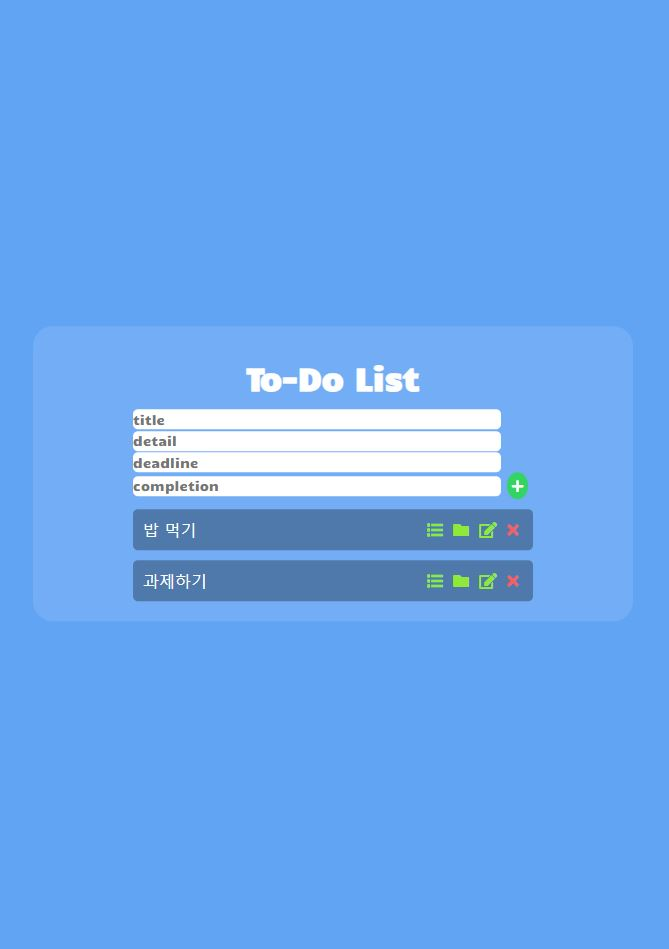 To-Do List
title
detail
deadline
completion
밥 먹기
과제하기